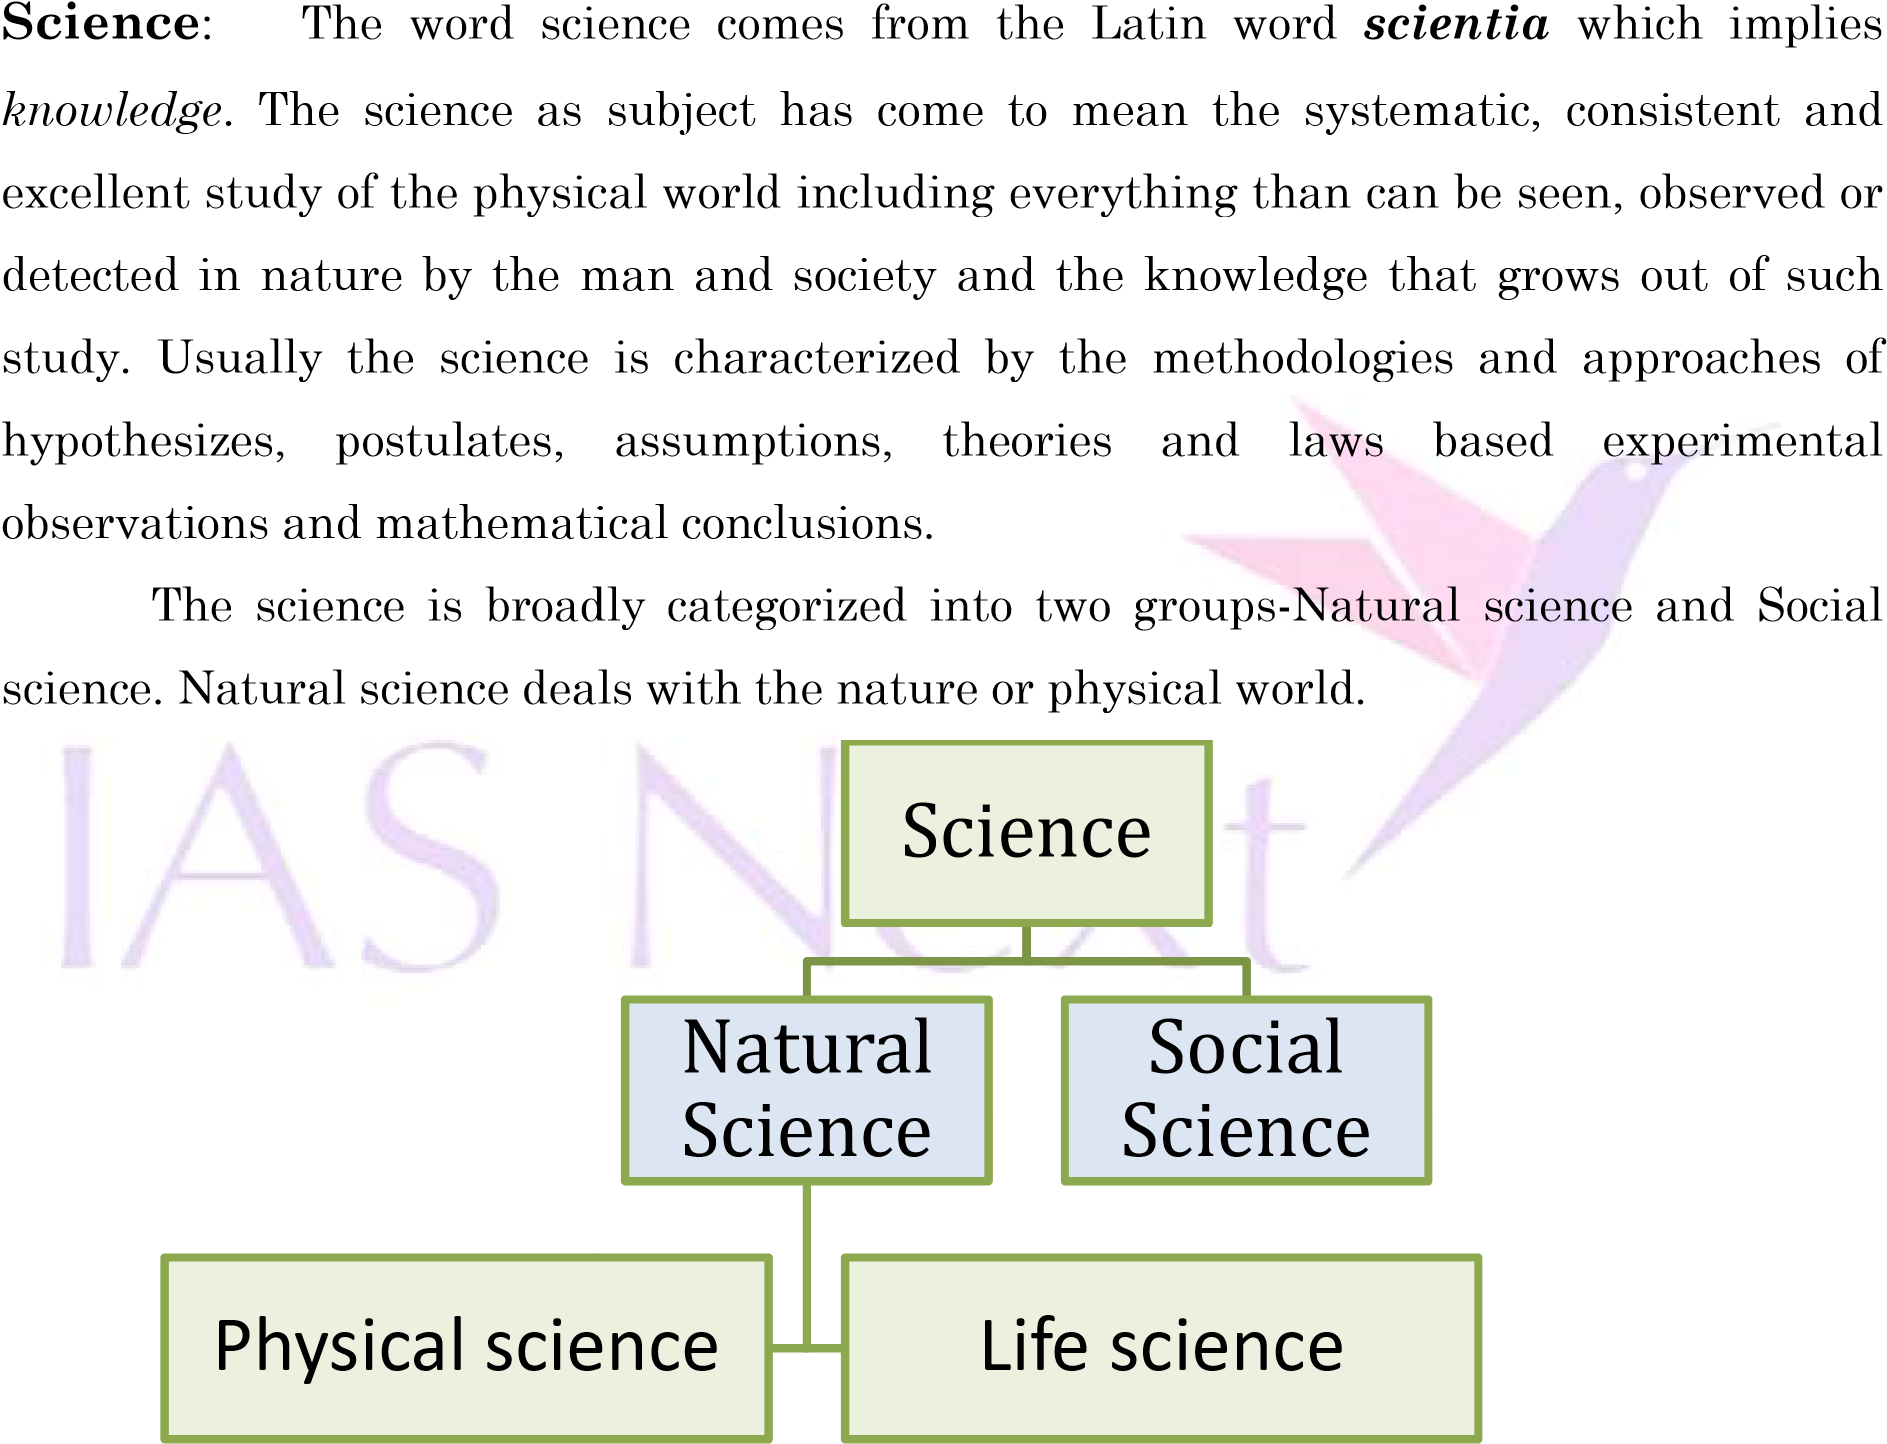 Science: The word science comes from the Latin word scientia which implies
knowledge. The science as subject has come to mean the systematic, consistent and
excellent study of the physical world including everything than can be seen, observed or
detected in nature by the man and society and the knowledge that grows out of such
study. Usually the science is characterized by the methodologies and approaches of
hypothesizes, postulates, assumptions, theories and laws based experimental
observations and mathematical conclusions.
The science is broadly categorized into two groups-Natural science and Social
science. Natural science deals with the nature or physical world.
IAS
Science
Natural
Science
Social
Science
Physical science
Life science